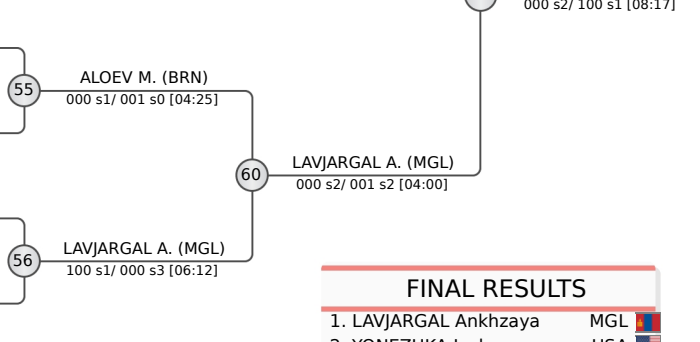 000 s2/ 100 s1 [08:17]
55
ALOEV M. (BRN)
000 s1/ 001 s0 [04:25]
60
LAVJARGAL A. (MGL)
000 s2/ 001 s2 [04:00]
56
LAVJARGAL A. (MGL)
100 s1/ 000 s3 [06:12]
FINAL RESULTS
1. LAVJARGAL Ankhzaya MGL